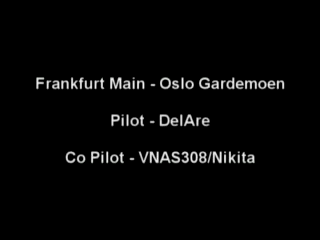 Frankfurt Main - Oslo Gardemoen
Pilot - DelAre
Co Pilot - VNAS308/Nikita